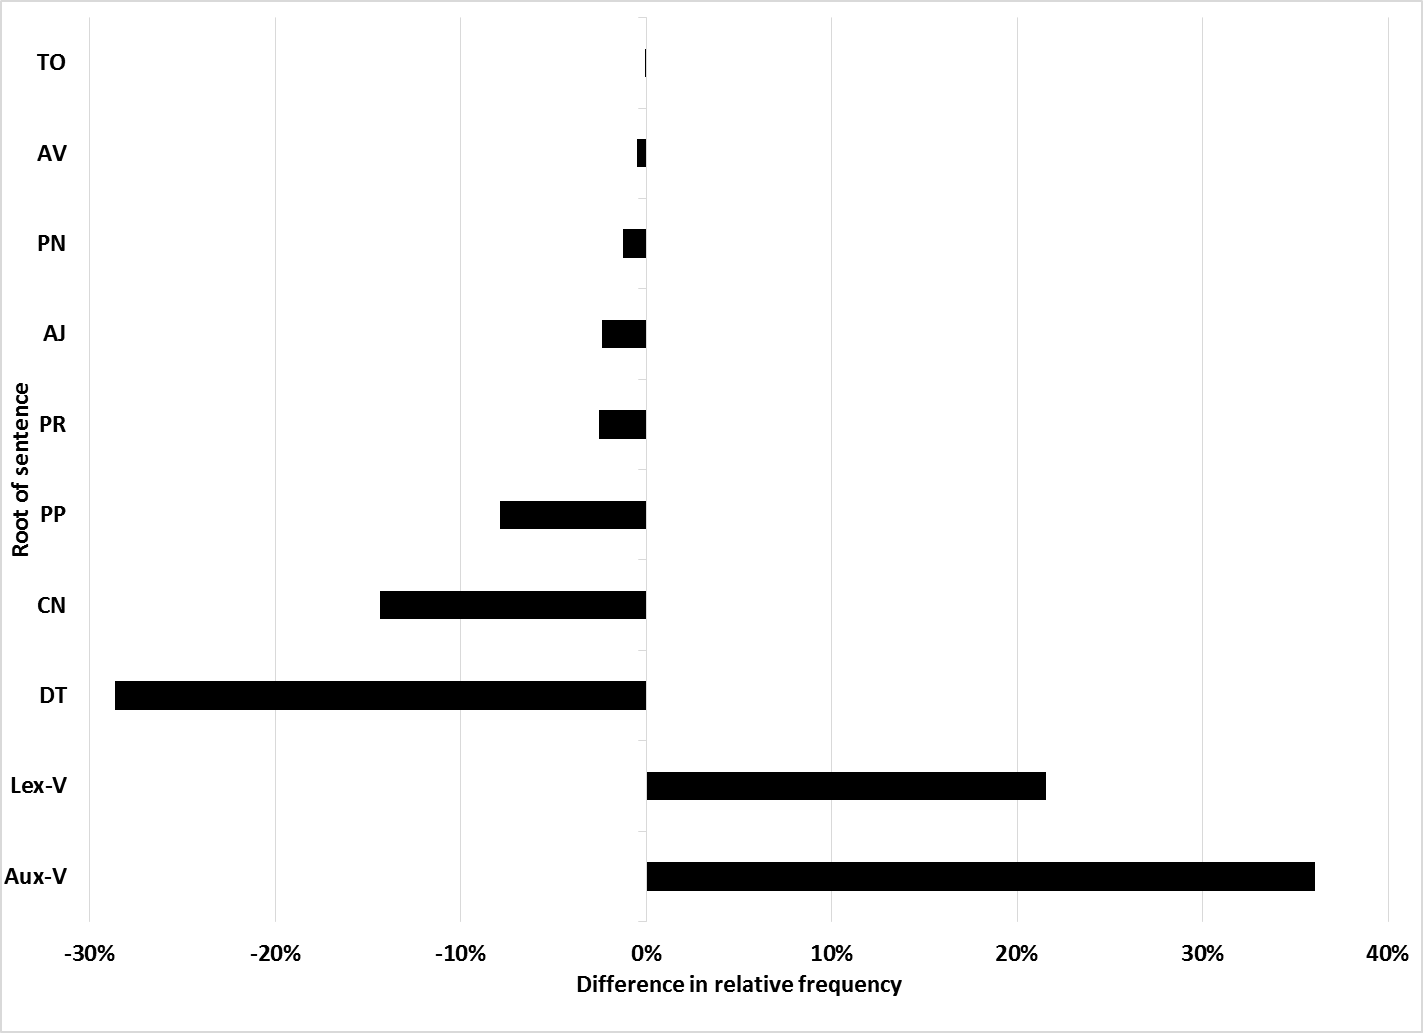 TO
AV
PN
AJ
PR
PP
CN
DT
Lex-V
Aux-V
Root of sentence
-30% -20% -10% 0% 10% 20% 30% 40%
Difference in relative frequency